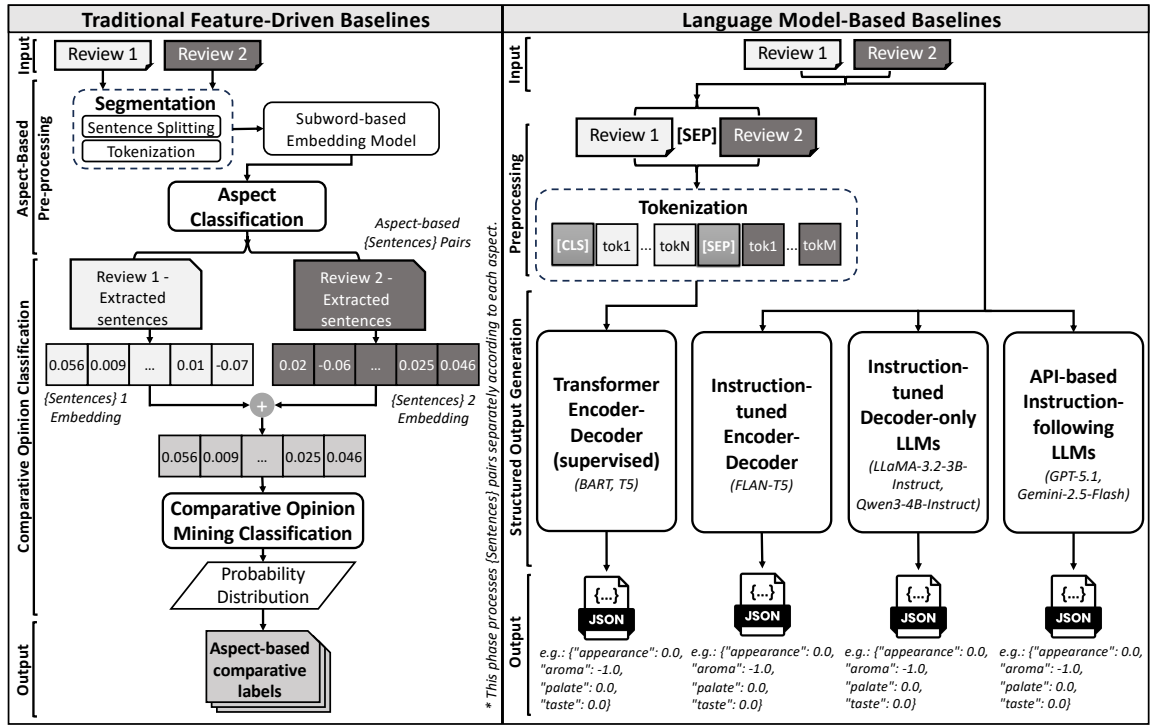 Traditional Feature-Driven Baselines
Input
Review 1
Review 2
Aspect-Based
Pre-processing
Segmentation
Sentence Splitting
Tokenization
Subword-based
Embedding Model
Aspect
Classification
Aspect-based
{Sentences} Pairs
Comparative Opinion Classification
Review 1 -
Extracted
sentences
Review 2 -
Extracted
sentences
0.056 0.009 ... 0.01 -0.07
0.02 -0.06 ... 0.025 0.046
{Sentences} 1
Embedding
+
{Sentences} 2
Embedding
0.056 0.009 ... 0.025 0.046
Comparative Opinion
Mining Classification
Probability
Distribution
Output
Aspect-based
comparative
labels
* This phase processes {Sentences} pairs separately according to each aspect.
Language Model-Based Baselines
Input
Review 1
Review 2
Preprocessing
Review 1
[SEP]
Review 2
Tokenization
[CLS] tok1 ... tokN [SEP] tok1 ... tokM
Structured Output Generation
Transformer
Encoder-
Decoder
(supervised)
(BART, T5)
Instruction-
tuned
Encoder-
Decoder
(FLAN-T5)
Instruction-
tuned
Decoder-only
LLMs
(LLaMA-3.2-3B-
Instruct,
Qwen3-4B-Instruct)
API-based
Instruction-
following
LLMs
(GPT-5.1,
Gemini-2.5-Flash)
Output
{...}
JSON
e.g.: {"appearance": 0.0,
"aroma": -1.0,
"palate": 0.0,
"taste": 0.0}
{...}
JSON
e.g.: {"appearance": 0.0,
"aroma": -1.0,
"palate": 0.0,
"taste": 0.0}
{...}
JSON
e.g.: {"appearance": 0.0,
"aroma": -1.0,
"palate": 0.0,
"taste": 0.0}
{...}
JSON
e.g.: {"appearance": 0.0,
"aroma": -1.0,
"palate": 0.0,
"taste": 0.0}